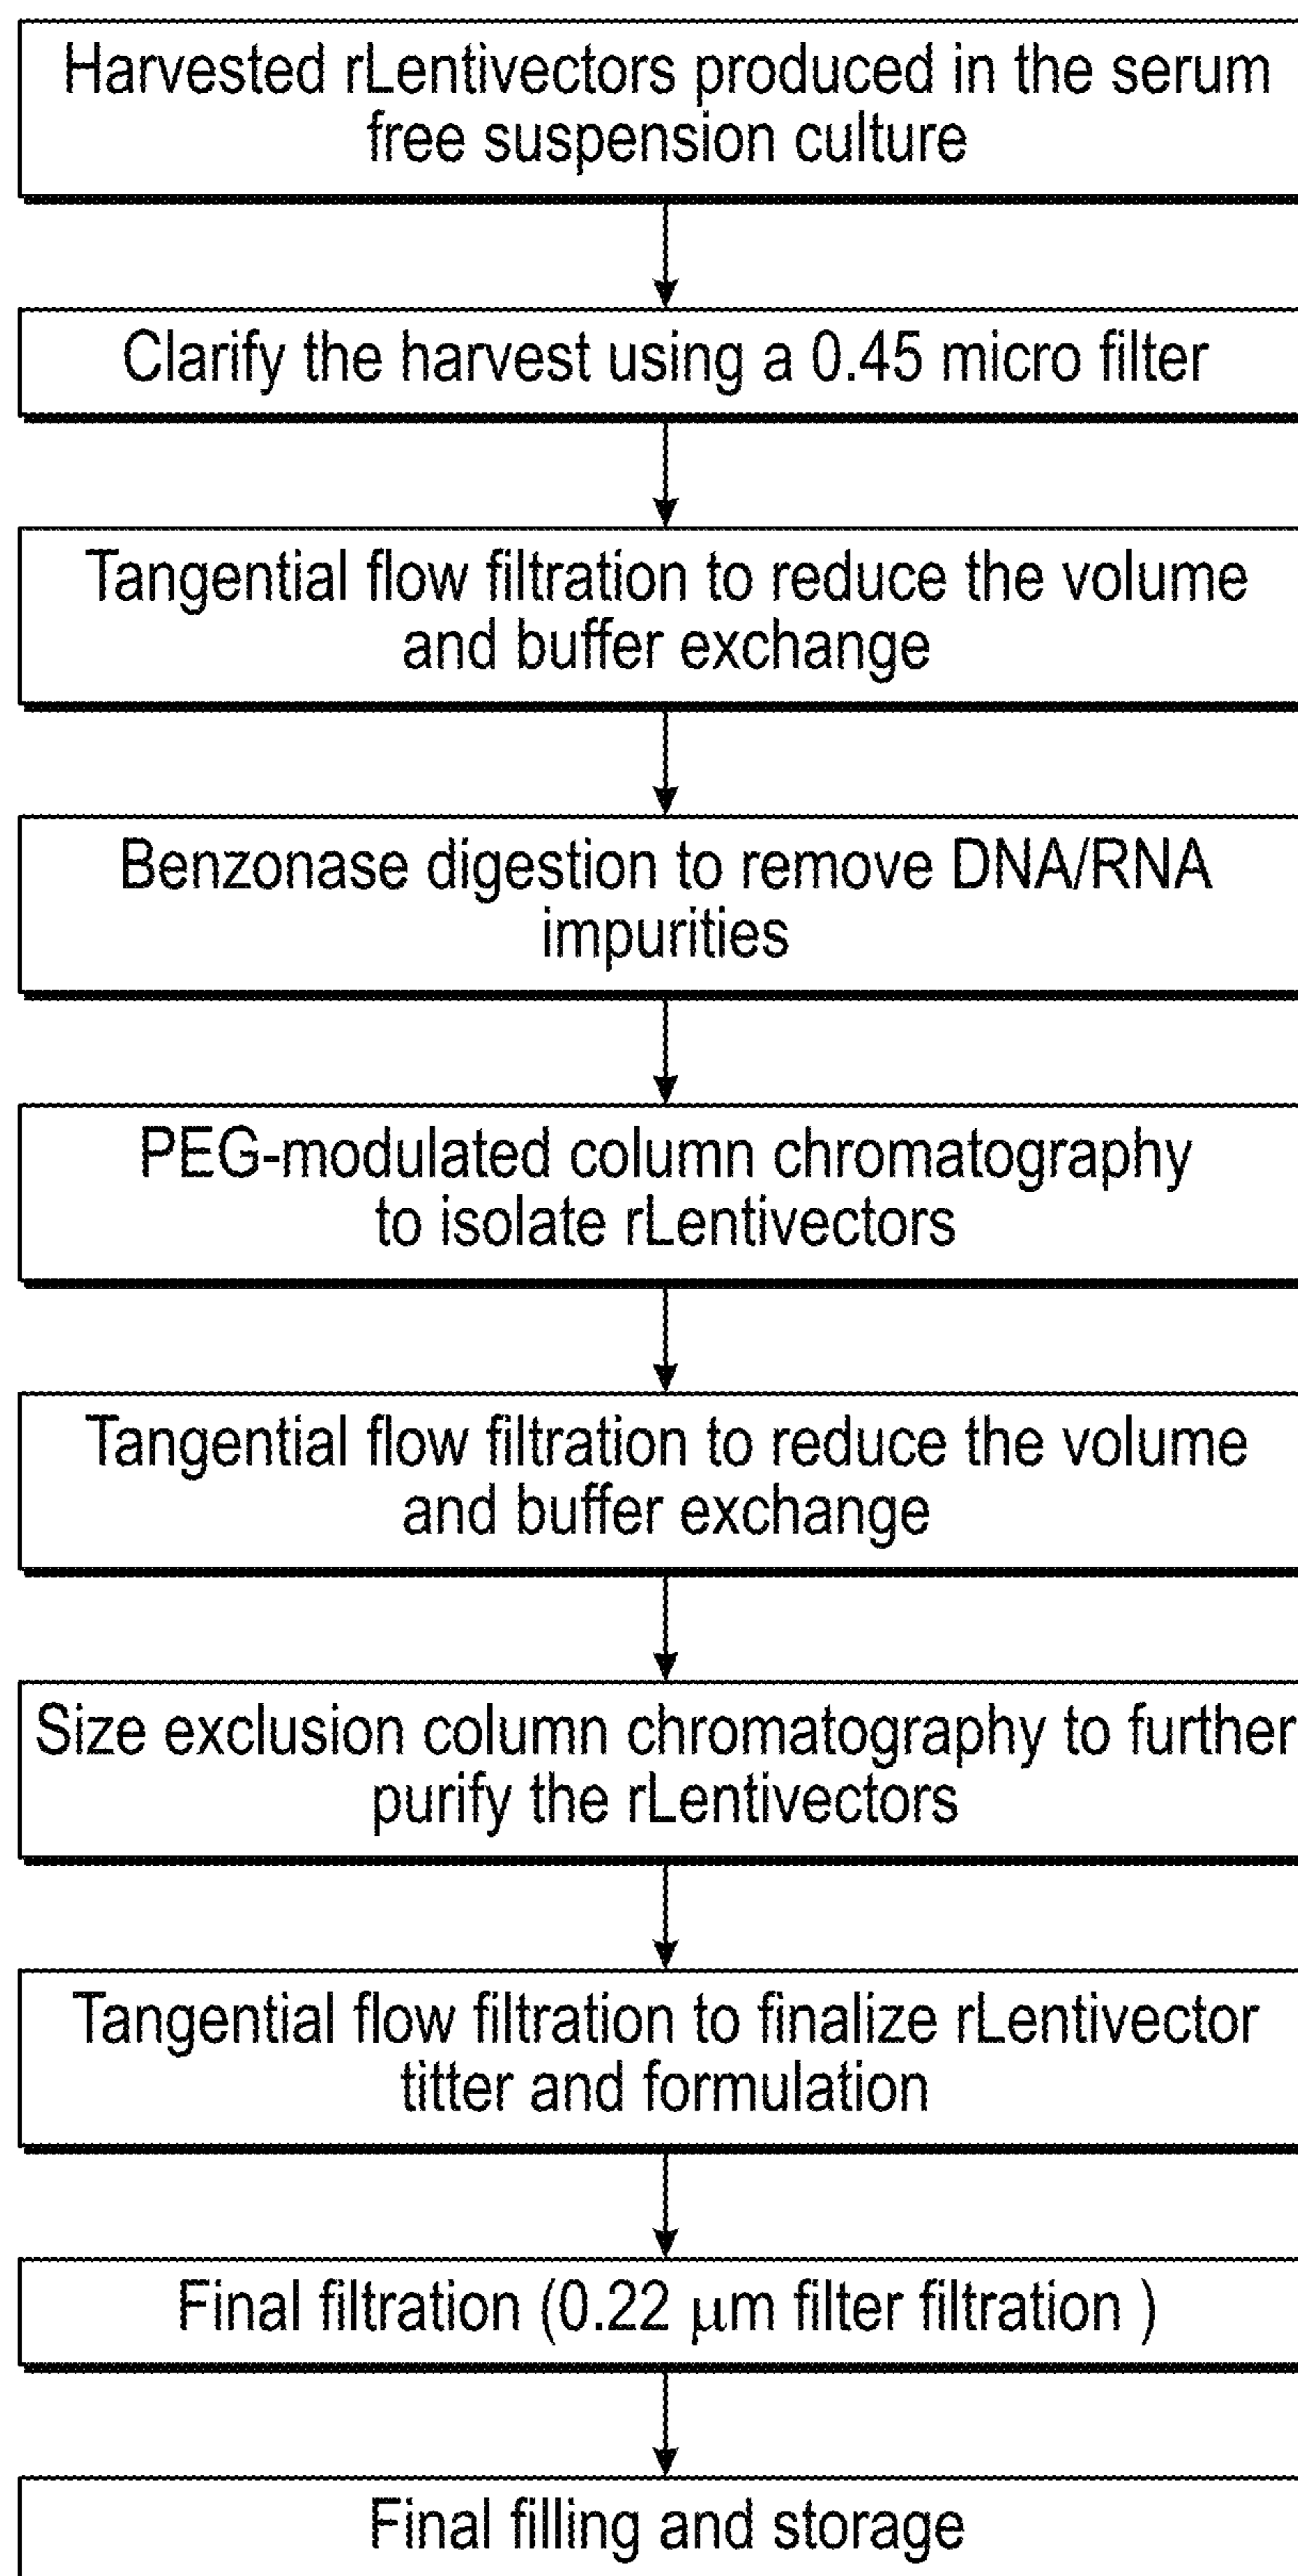 Harvested rLentivectors produced in the serum
free suspension culture
Clarify the harvest using a 0.45 micro filter
Tangential flow filtration to reduce the volume
and buffer exchange
Benzonase digestion to remove DNA/RNA
impurities
PEG-modulated column chromatography
to isolate rLentivectors
Tangential flow filtration to reduce the volume
and buffer exchange
Size exclusion column chromatography to further
purify the rLentivectors
Tangential flow filtration to finalize rLentivector
titter and formulation
Final filtration (0.22 μm filter filtration )
Final filling and storage